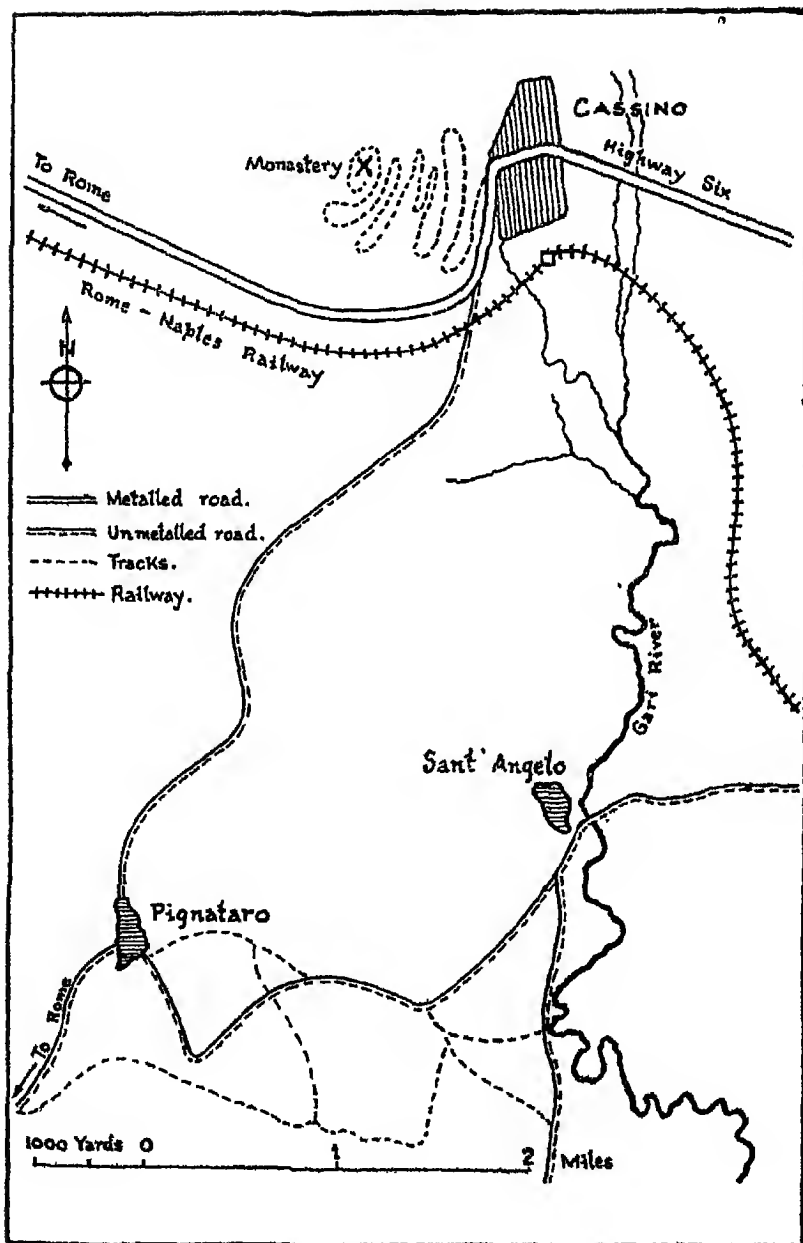 CASSINO
Monastery X
Highway Six
To Rome
Rome - Naples Railway
N
Metalled road.
Unmetalled road.
Tracks.
Railway.
Gari River
Sant' Angelo
Pignataro
To Rome
1000 Yards 0 1 2 Miles